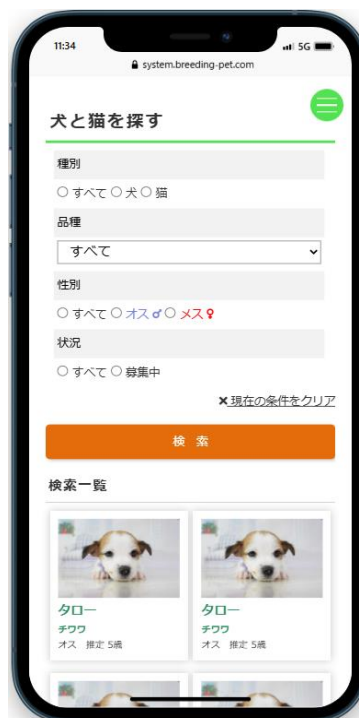 11:34
5G
system.breeding-pet.com
犬と猫を探す
種別
すべて 犬 猫
品種
すべて
性別
すべて オス♂ メス♀
状況
すべて 募集中
×現在の条件をクリア
検 索
検索一覧
タロー
チワワ
オス 推定 5歳
タロー
チワワ
オス 推定 5歳